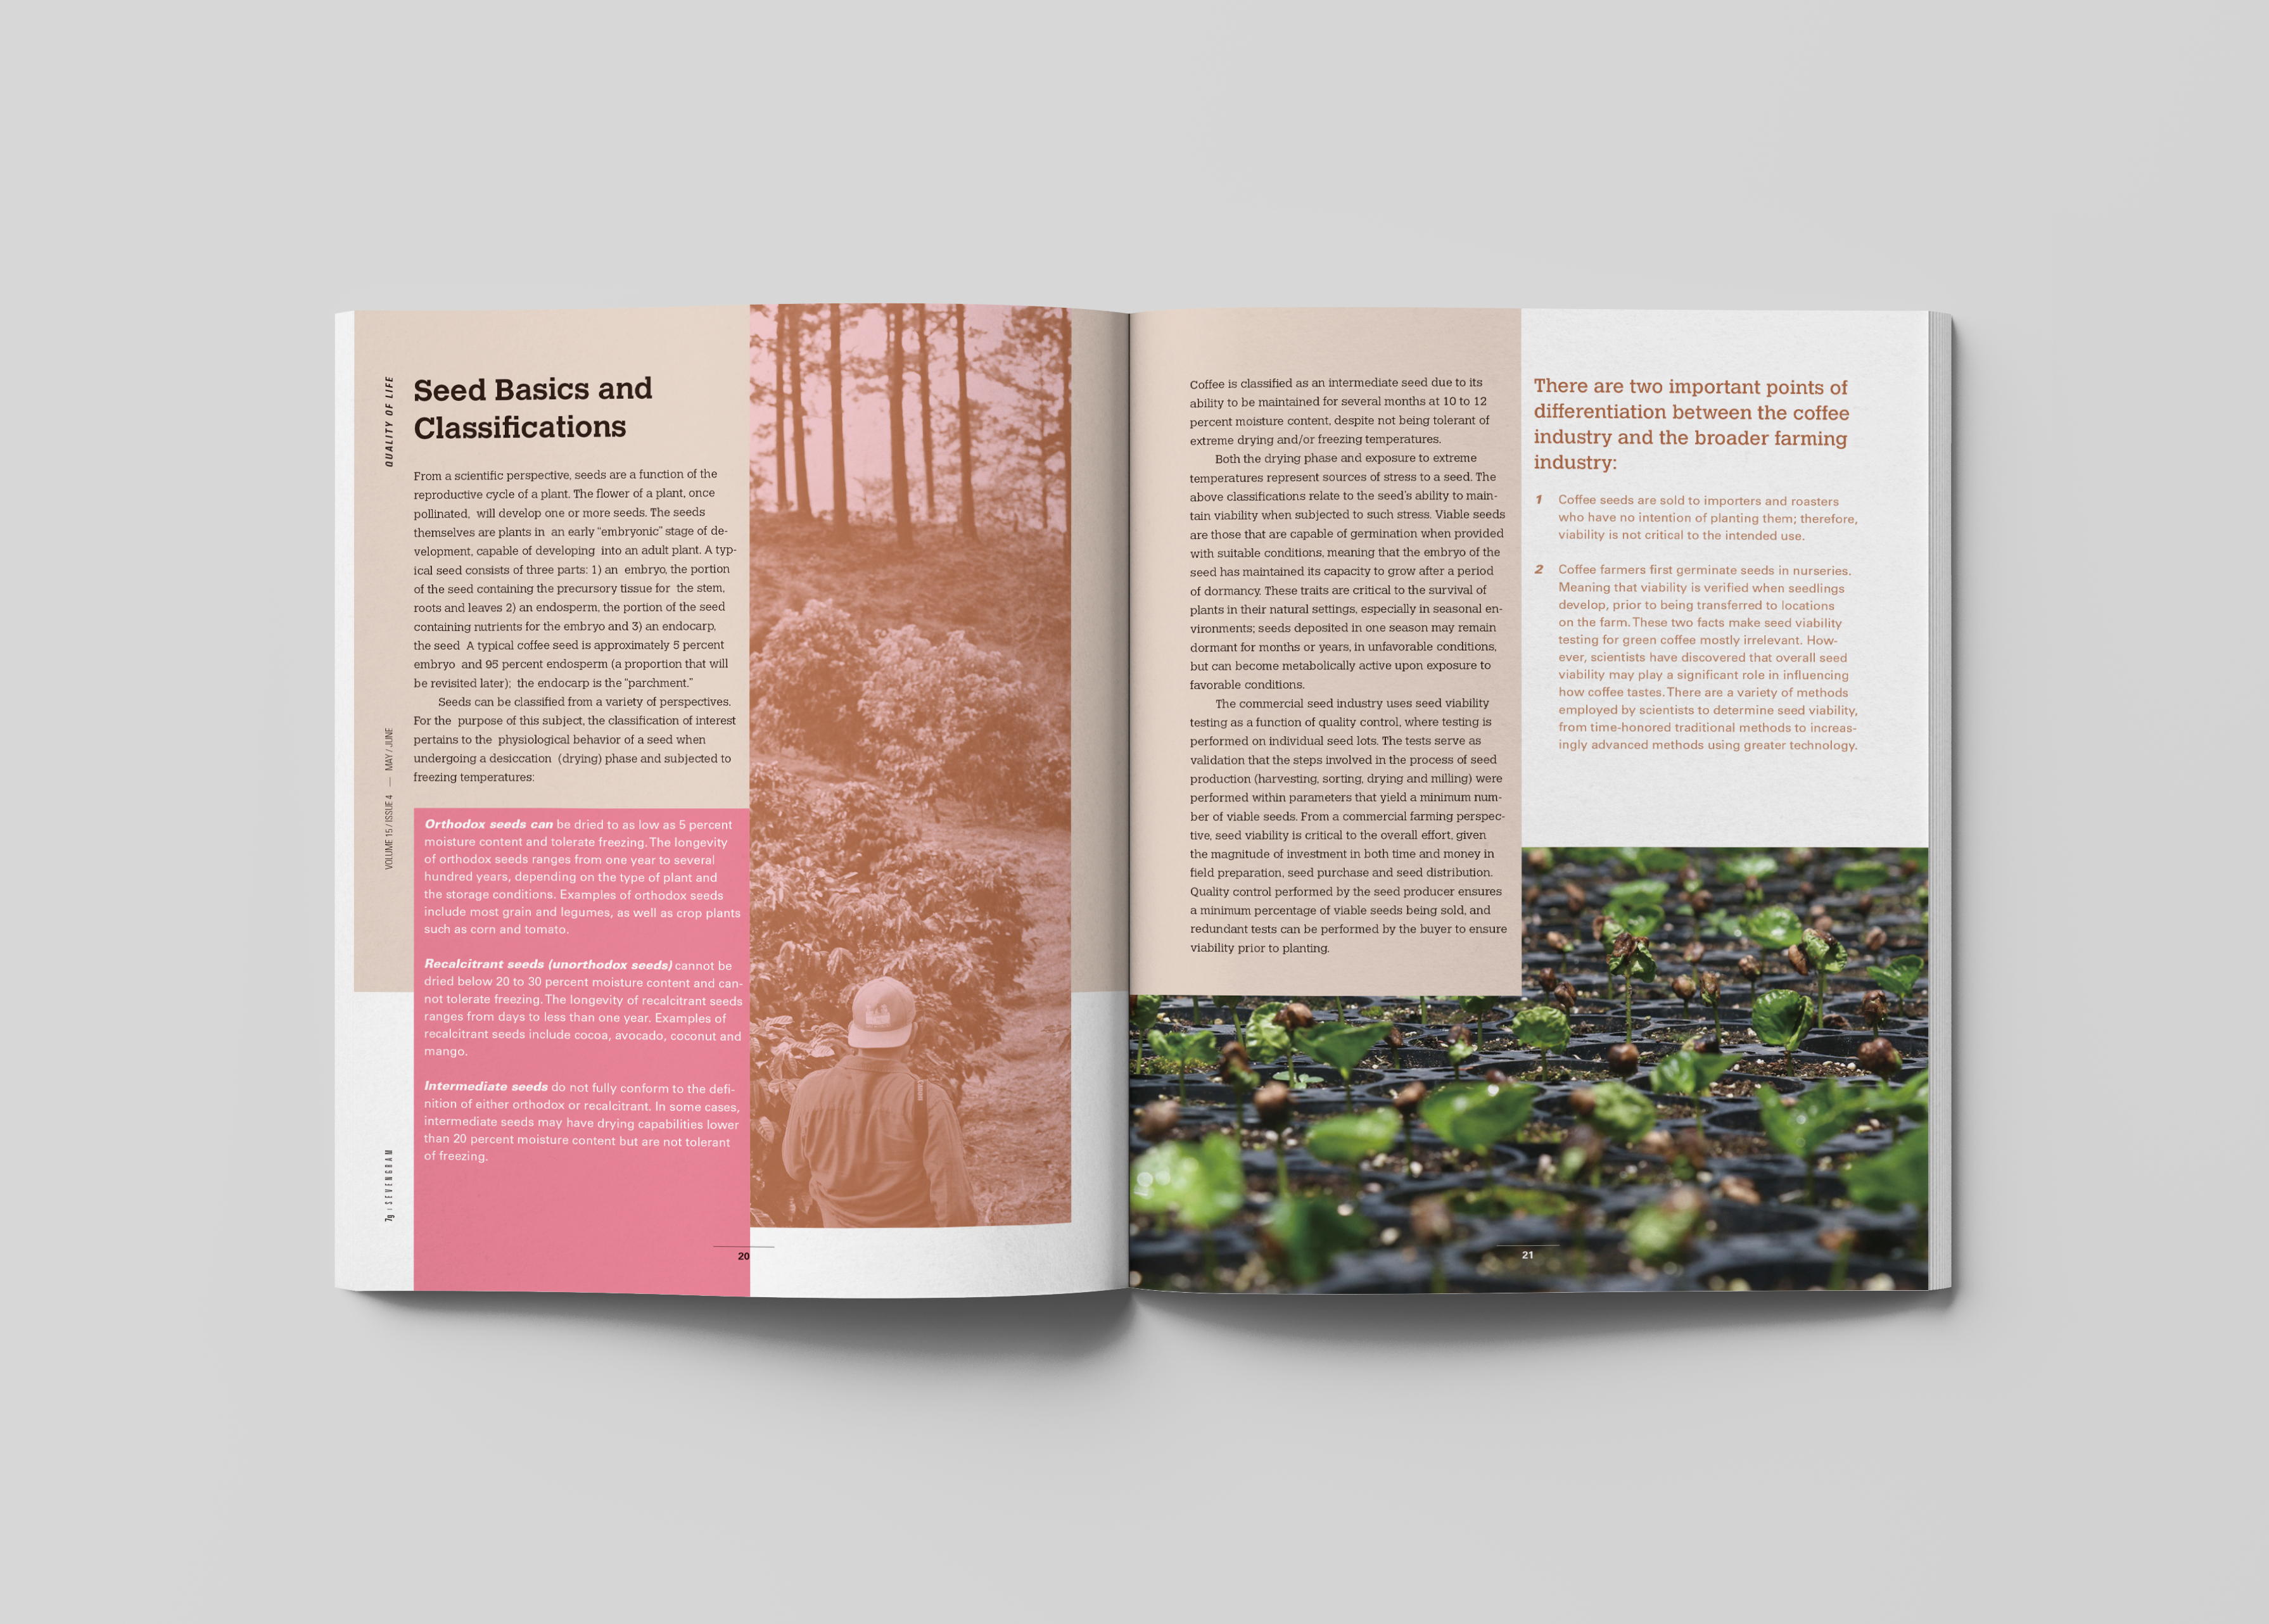 QUALITY OF LIFE
VOLUME 15 / ISSUE 4 — MAY / JUNE
7g / SEVENGRAM
Seed Basics and
Classifications
From a scientific perspective, seeds are a function of the
reproductive cycle of a plant. The flower of a plant, once
pollinated, will develop one or more seeds. The seeds
themselves are plants in an early “embryonic” stage of de-
velopment, capable of developing into an adult plant. A typ-
ical seed consists of three parts: 1) an embryo, the portion
of the seed containing the precursory tissue for the stem,
roots and leaves 2) an endosperm, the portion of the seed
containing nutrients for the embryo and 3) an endocarp,
the seed A typical coffee seed is approximately 5 percent
embryo and 95 percent endosperm (a proportion that will
be revisited later); the endocarp is the “parchment.”
Seeds can be classified from a variety of perspectives.
For the purpose of this subject, the classification of interest
pertains to the physiological behavior of a seed when
undergoing a desiccation (drying) phase and subjected to
freezing temperatures:
Orthodox seeds can be dried to as low as 5 percent
moisture content and tolerate freezing. The longevity
of orthodox seeds ranges from one year to several
hundred years, depending on the type of plant and
the storage conditions. Examples of orthodox seeds
include most grain and legumes, as well as crop plants
such as corn and tomato.
Recalcitrant seeds (unorthodox seeds) cannot be
dried below 20 to 30 percent moisture content and can-
not tolerate freezing. The longevity of recalcitrant seeds
ranges from days to less than one year. Examples of
recalcitrant seeds include cocoa, avocado, coconut and
mango.
Intermediate seeds do not fully conform to the defi-
nition of either orthodox or recalcitrant. In some cases,
intermediate seeds may have drying capabilities lower
than 20 percent moisture content but are not tolerant
of freezing.
20
Coffee is classified as an intermediate seed due to its
ability to be maintained for several months at 10 to 12
percent moisture content, despite not being tolerant of
extreme drying and/or freezing temperatures.
Both the drying phase and exposure to extreme
temperatures represent sources of stress to a seed. The
above classifications relate to the seed’s ability to main-
tain viability when subjected to such stress. Viable seeds
are those that are capable of germination when provided
with suitable conditions, meaning that the embryo of the
seed has maintained its capacity to grow after a period
of dormancy. These traits are critical to the survival of
plants in their natural settings, especially in seasonal en-
vironments; seeds deposited in one season may remain
dormant for months or years, in unfavorable conditions,
but can become metabolically active upon exposure to
favorable conditions.
The commercial seed industry uses seed viability
testing as a function of quality control, where testing is
performed on individual seed lots. The tests serve as
validation that the steps involved in the process of seed
production (harvesting, sorting, drying and milling) were
performed within parameters that yield a minimum num-
ber of viable seeds. From a commercial farming perspec-
tive, seed viability is critical to the overall effort, given
the magnitude of investment in both time and money in
field preparation, seed purchase and seed distribution.
Quality control performed by the seed producer ensures
a minimum percentage of viable seeds being sold, and
redundant tests can be performed by the buyer to ensure
viability prior to planting.
There are two important points of
differentiation between the coffee
industry and the broader farming
industry:
1 Coffee seeds are sold to importers and roasters
who have no intention of planting them; therefore,
viability is not critical to the intended use.
2 Coffee farmers first germinate seeds in nurseries.
Meaning that viability is verified when seedlings
develop, prior to being transferred to locations
on the farm. These two facts make seed viability
testing for green coffee mostly irrelevant. How-
ever, scientists have discovered that overall seed
viability may play a significant role in influencing
how coffee tastes. There are a variety of methods
employed by scientists to determine seed viability,
from time-honored traditional methods to increas-
ingly advanced methods using greater technology.
21